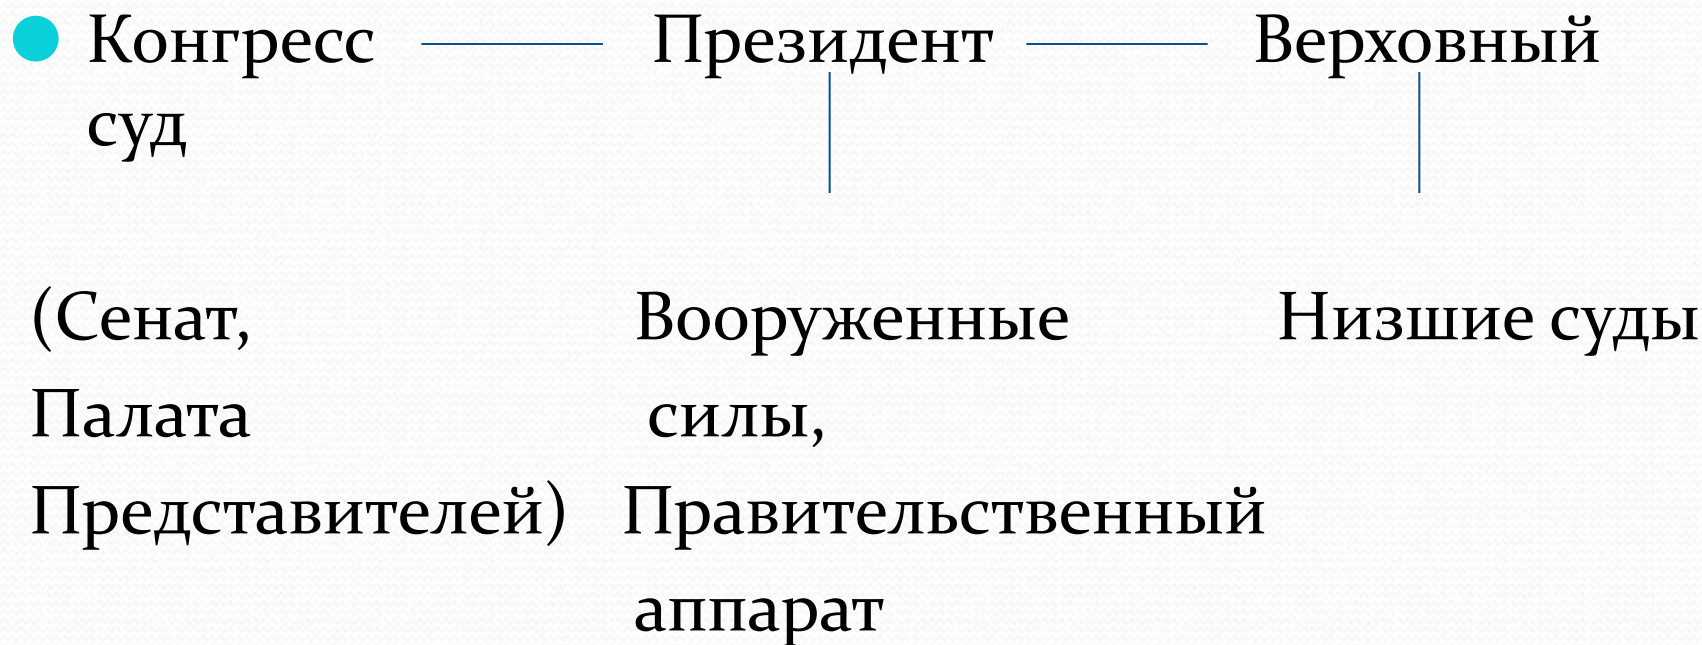 Конгресс Президент Верховный
суд
(Сенат, Вооруженные Низшие суды
Палата силы,
Представителей) Правительственный
аппарат